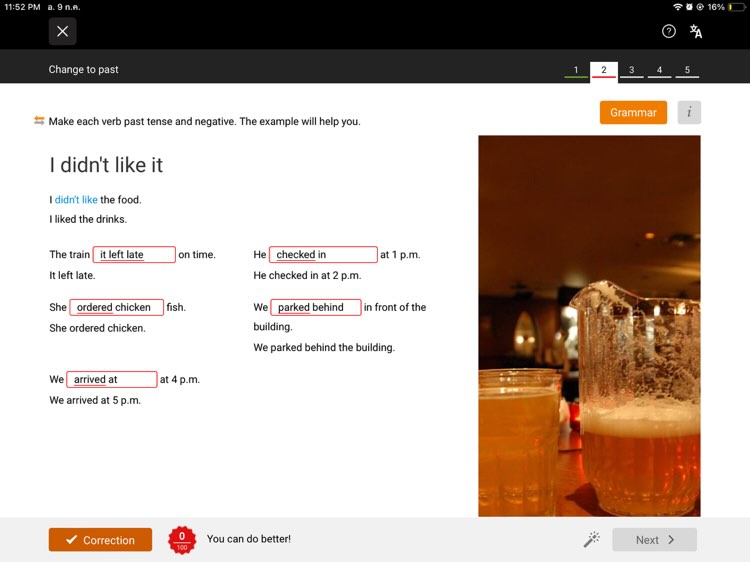 11:52 PM อ. 9 ก.ค.
16%
Change to past
1 2 3 4 5
Make each verb past tense and negative. The example will help you.
Grammar
i
I didn't like it
I didn't like the food.
I liked the drinks.
The train it left late on time.
It left late.
He checked in at 1 p.m.
He checked in at 2 p.m.
She ordered chicken fish.
She ordered chicken.
We parked behind in front of the
building.
We parked behind the building.
We arrived at at 4 p.m.
We arrived at 5 p.m.
Correction
0
100
You can do better!
Next